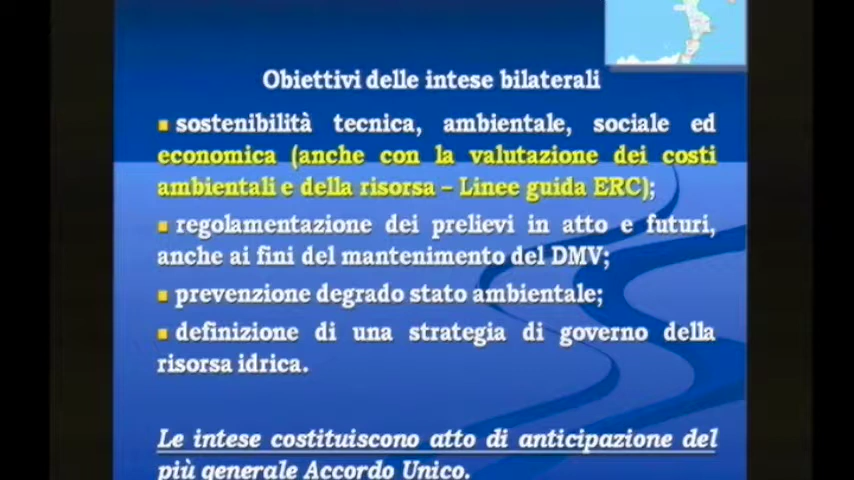 Obiettivi delle intese bilaterali
sostenibilità tecnica, ambientale, sociale ed
economica (anche con la valutazione dei costi
ambientali e della risorsa – Linee guida ERC);
regolamentazione dei prelievi in atto e futuri,
anche ai fini del mantenimento del DMV;
prevenzione degrado stato ambientale;
definizione di una strategia di governo della
risorsa idrica.
Le intese costituiscono atto di anticipazione del
più generale Accordo Unico.